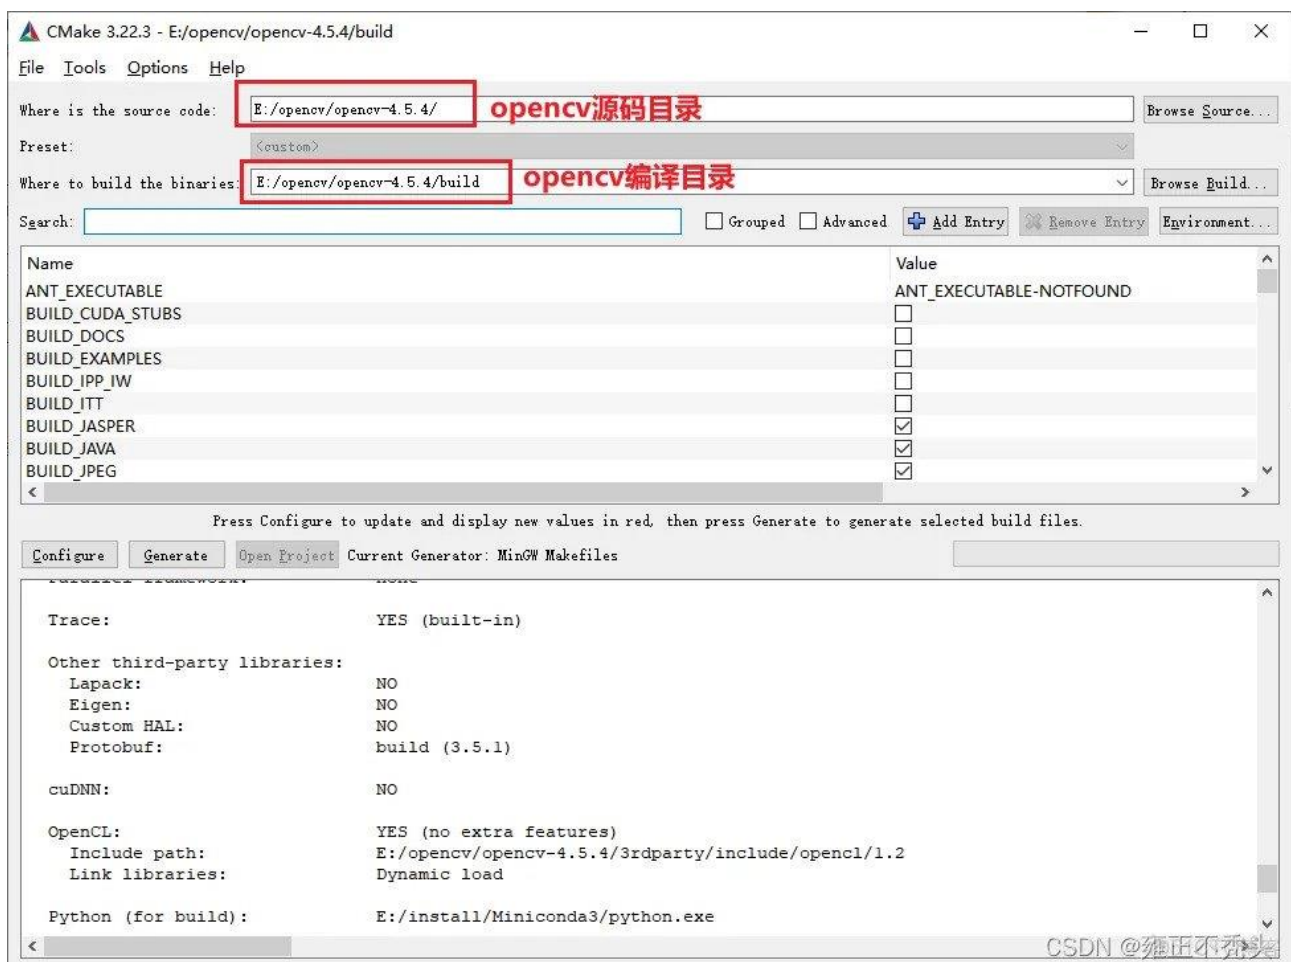 CMake 3.22.3 - E:/opencv/opencv-4.5.4/build
File Tools Options Help
Where is the source code: E:/opencv/opencv-4.5.4/ opencv源码目录 Browse Source...
Preset: <custom>
Where to build the binaries: E:/opencv/opencv-4.5.4/build opencv编译目录 Browse Build...
Search: Grouped Advanced Add Entry Remove Entry Environment...
Name Value
ANT_EXECUTABLE ANT_EXECUTABLE-NOTFOUND
BUILD_CUDA_STUBS
BUILD_DOCS
BUILD_EXAMPLES
BUILD_IPP_IW
BUILD_ITT
BUILD_JASPER
BUILD_JAVA
BUILD_JPEG
Press Configure to update and display new values in red, then press Generate to generate selected build files.
Configure Generate Open Project Current Generator: MinGW Makefiles
Trace: YES (built-in)
Other third-party libraries:
Lapack: NO
Eigen: NO
Custom HAL: NO
Protobuf: build (3.5.1)
cuDNN: NO
OpenCL: YES (no extra features)
Include path: E:/opencv/opencv-4.5.4/3rdparty/include/opencl/1.2
Link libraries: Dynamic load
Python (for build): E:/install/Miniconda3/python.exe
CSDN @雍正不秃头